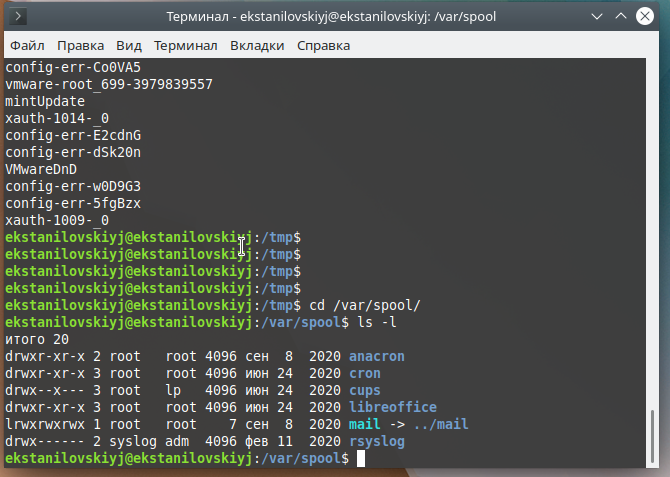 Терминал - ekstanilovskiyj@ekstanilovskiyj: /var/spool
Файл Правка Вид Терминал Вкладки Справка
config-err-Co0VA5
vmware-root_699-3979839557
mintUpdate
xauth-1014-_0
config-err-E2cdnG
config-err-dSk20n
VMwareDnD
config-err-w0D9G3
config-err-5fgBzx
xauth-1009-_0
ekstanilovskiyj@ekstanilovskiyj:/tmp$
ekstanilovskiyj@ekstanilovskiyj:/tmp$
ekstanilovskiyj@ekstanilovskiyj:/tmp$
ekstanilovskiyj@ekstanilovskiyj:/tmp$
ekstanilovskiyj@ekstanilovskiyj:/tmp$ cd /var/spool/
ekstanilovskiyj@ekstanilovskiyj:/var/spool$ ls -l
итого 20
drwxr-xr-x 2 root   root 4096 сен  8  2020 anacron
drwxr-xr-x 3 root   root 4096 июн 24  2020 cron
drwx--x--- 3 root   lp   4096 июн 24  2020 cups
drwxr-xr-x 3 root   root 4096 июн 24  2020 libreoffice
lrwxrwxrwx 1 root   root    7 сен  8  2020 mail -> ../mail
drwx------ 2 syslog adm  4096 фев 11  2020 rsyslog
ekstanilovskiyj@ekstanilovskiyj:/var/spool$